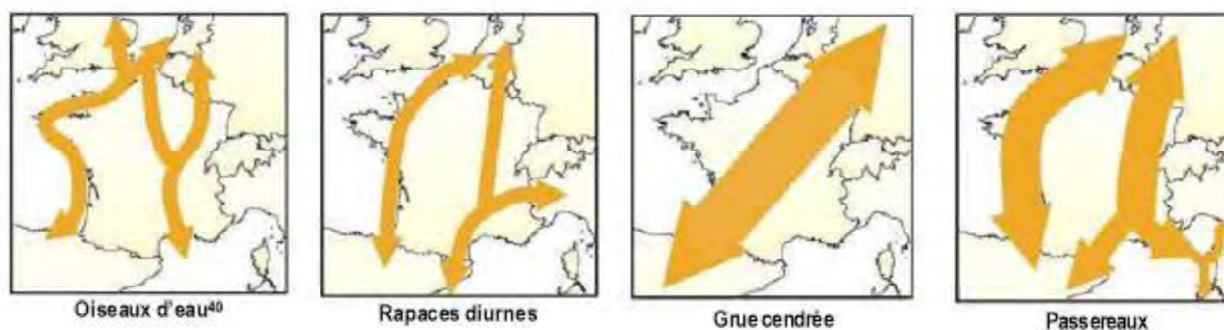 Oiseaux d'eau⁴⁰
Rapaces diurnes
Grue cendrée
Passereaux